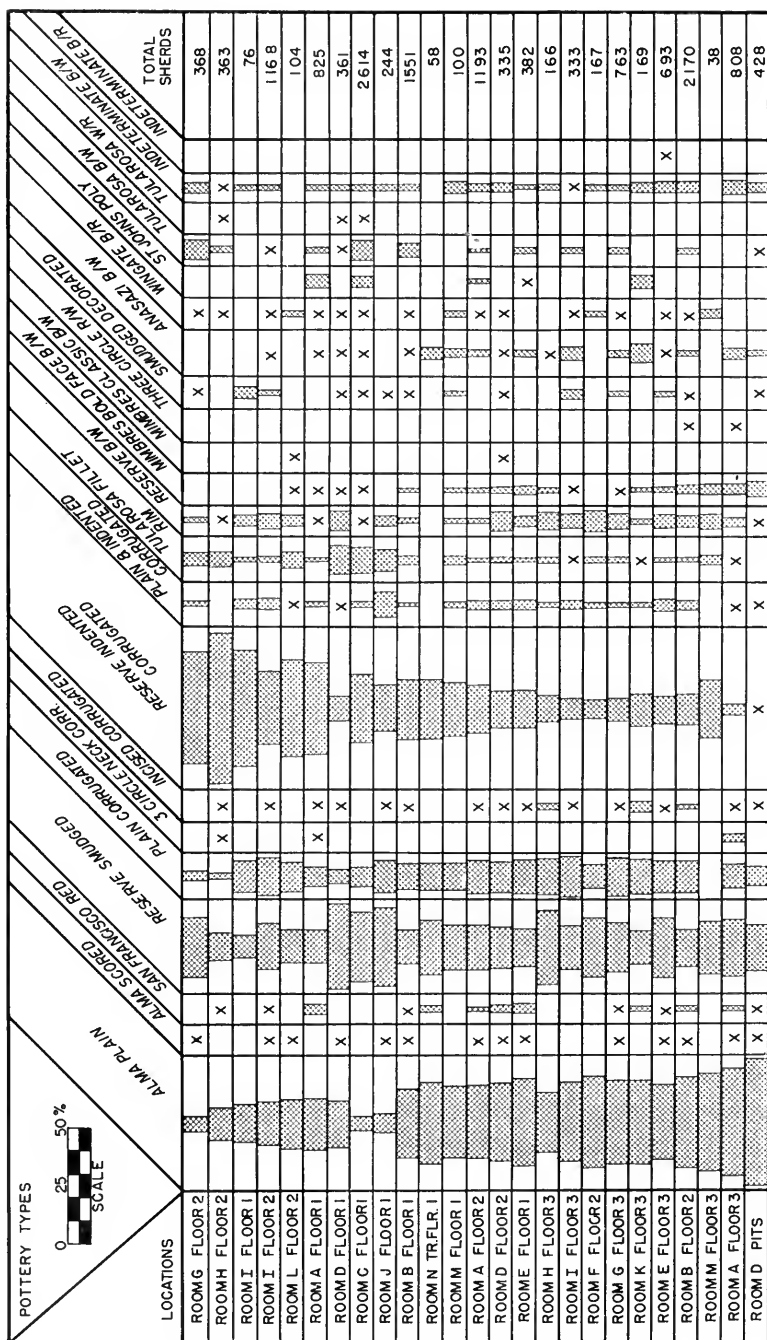 POTTERY TYPES
0 25 50 %
SCALE
LOCATIONS
ALMA PLAIN
ALMA SCORED
SAN FRANCISCO RED
RESERVE SMUDGED
PLAIN CORRUGATED
3 CIRCLE NECK CORR.
INCISED CORRUGATED
RESERVE INDENTED
CORRUGATED
PLAIN & INDENTED
CORRUGATED
TULAROSA FILLET
RIM
RESERVE B/W
MIMBRES BOLD FACE B/W
MIMBRES CLASSIC B/W
THREE CIRCLE R/W
SMUDGED DECORATED
ANASAZI B/W
WINGATE B/R
ST JOHNS POLY
TULAROSA B/W
TULAROSA W/R
INDETERMINATE B/W
INDETERMINATE B/R
TOTAL
SHERDS
ROOM G FLOOR 2 368
ROOM H FLOOR 2 363
ROOM I FLOOR 1 76
ROOM I FLOOR 2 1168
ROOM L FLOOR 2 104
ROOM A FLOOR 1 825
ROOM D FLOOR 1 361
ROOM C FLOOR 1 2614
ROOM J FLOOR 1 244
ROOM B FLOOR 1 1551
ROOM N TR. FLR. 1 58
ROOM M FLOOR 1 100
ROOM A FLOOR 2 1193
ROOM D FLOOR 2 335
ROOM E FLOOR 1 382
ROOM H FLOOR 3 166
ROOM I FLOOR 3 333
ROOM F FLOOR 2 167
ROOM G FLOOR 3 763
ROOM K FLOOR 3 169
ROOM E FLOOR 3 693
ROOM B FLOOR 2 2170
ROOM M FLOOR 3 38
ROOM A FLOOR 3 808
ROOM D PITS 428